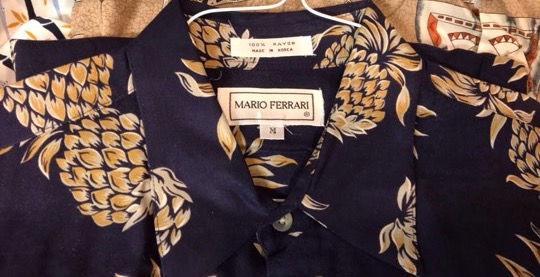 100% RAYON
MADE IN KOREA
MARIO FERRARI
®
M